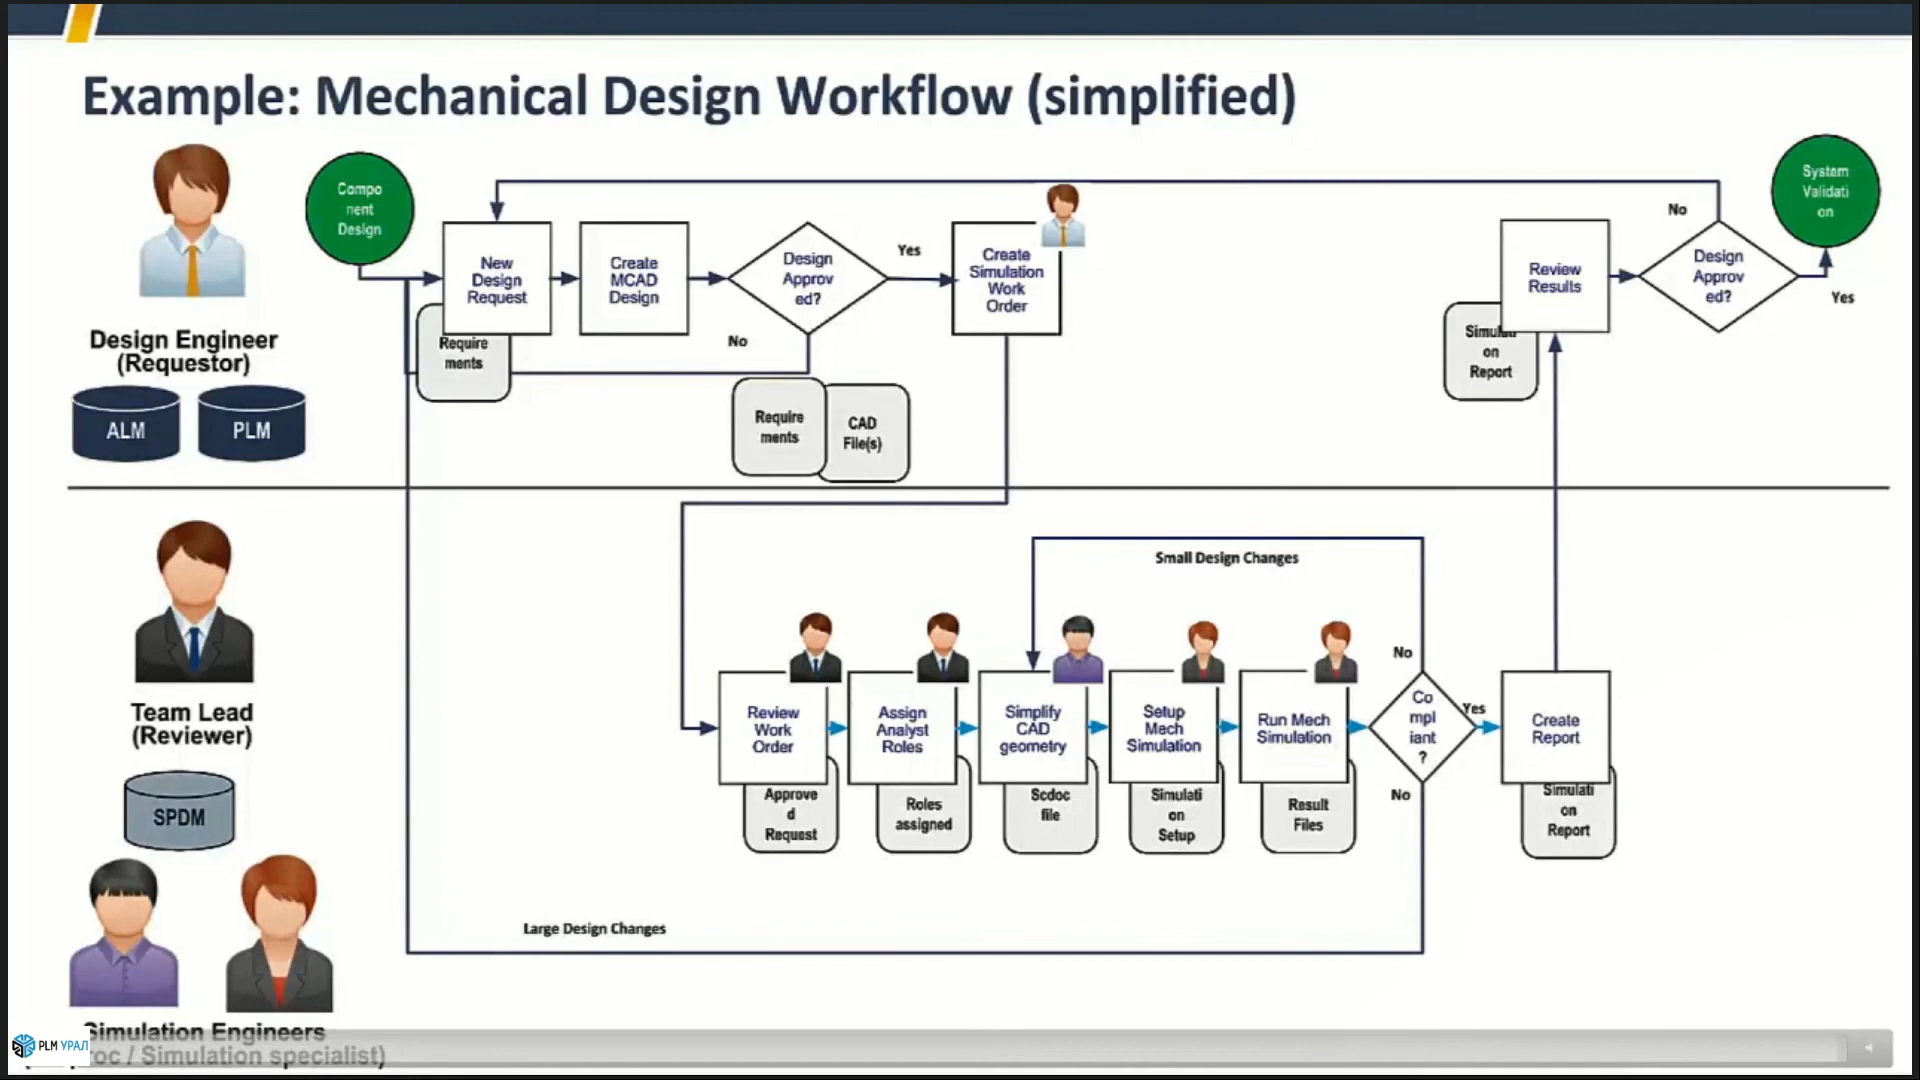 Example: Mechanical Design Workflow (simplified)
Compo
nent
Design
System
Validati
on
No
New
Design
Request
Create
MCAD
Design
Design
Approv
ed?
Yes
Create
Simulation
Work
Order
Review
Results
Design
Approv
ed?
Yes
Design Engineer
(Requestor)
Require
ments
No
Simulati
on
Report
ALM
PLM
Require
ments
CAD
File(s)
Small Design Changes
No
Team Lead
(Reviewer)
Review
Work
Order
Assign
Analyst
Roles
Simplify
CAD
geometry
Setup
Mech
Simulation
Run Mech
Simulation
Co
mpl
iant
?
Yes
Create
Report
No
Approve
d
Request
Roles
assigned
Scdoc
file
Simulati
on
Setup
Result
Files
Simulati
on
Report
SPDM
Large Design Changes
Simulation Engineers
/ Simulation specialist)
PLM УРАЛ